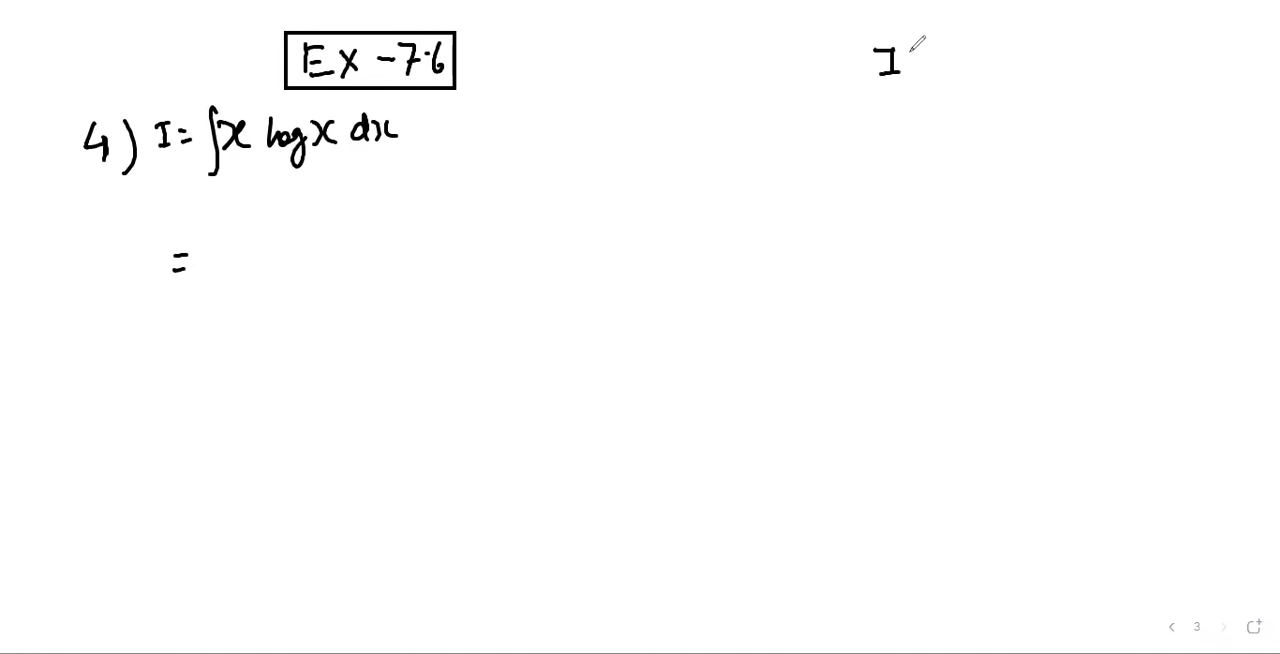 Ex - 7.6
I
4) I = ∫x log x dx
=
3